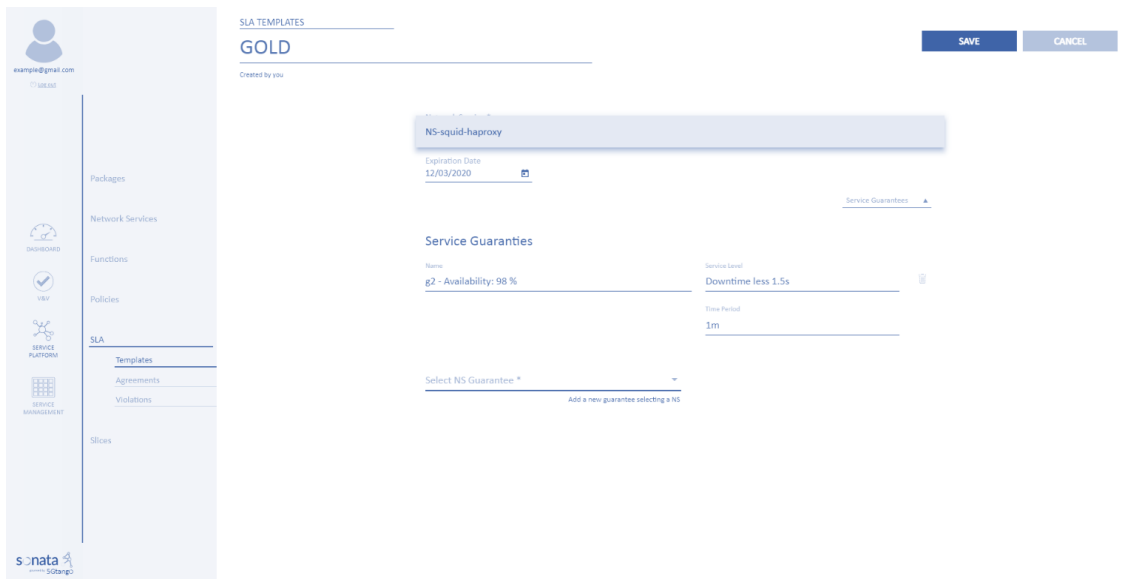 example@gmail.com
Log out
DASHBOARD
V&V
SERVICE
PLATFORM
SERVICE
MANAGEMENT
Packages
Network Services
Functions
Policies
SLA
Templates
Agreements
Violations
Slices
sonata
5Gtango
SLA TEMPLATES
GOLD
Created by you
SAVE
CANCEL
NS-squid-haproxy
Expiration Date
12/03/2020
Service Guarantees
Service Guaranties
Name
g2 - Availability: 98 %
Service Level
Downtime less 1.5s
Time Period
1m
Select NS Guarantee *
Add a new guarantee selecting a NS